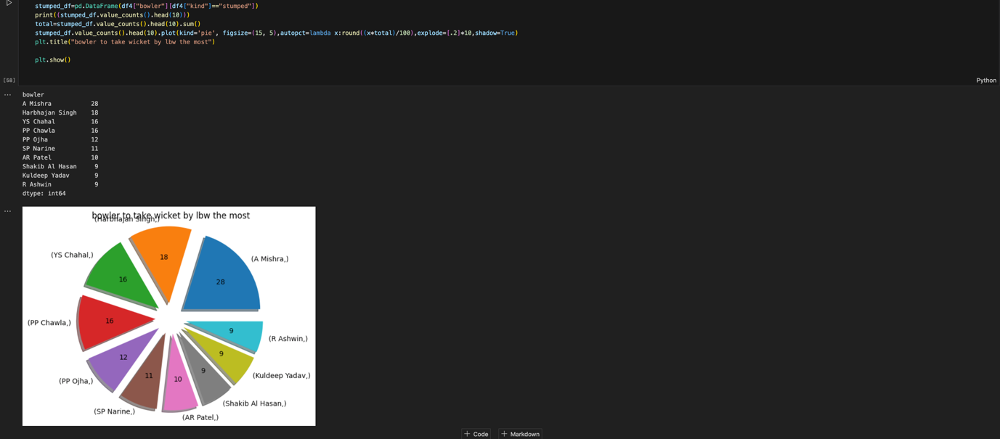 stumped_df=pd.DataFrame(df4["bowler"][df4["kind"]=="stumped"])
print((stumped_df.value_counts().head(10)))
total=stumped_df.value_counts().head(10).sum()
stumped_df.value_counts().head(10).plot(kind='pie', figsize=(15, 5),autopct=lambda x:round((x*total)/100),explode=[.2]*10,shadow=True)
plt.title("bowler to take wicket by lbw the most")
plt.show()
[58]
Python
bowler
A Mishra 28
Harbhajan Singh 18
YS Chahal 16
PP Chawla 16
PP Ojha 12
SP Narine 11
AR Patel 10
Shakib Al Hasan 9
Kuldeep Yadav 9
R Ashwin 9
dtype: int64
bowler to take wicket by lbw the most
(Harbhajan Singh,)
18
(YS Chahal,)
(A Mishra,)
16
28
(PP Chawla,)
16
9
(R Ashwin,)
12
9
(PP Ojha,)
11
10
9
(Kuldeep Yadav,)
(SP Narine,)
(Shakib Al Hasan,)
(AR Patel,)
+ Code
+ Markdown